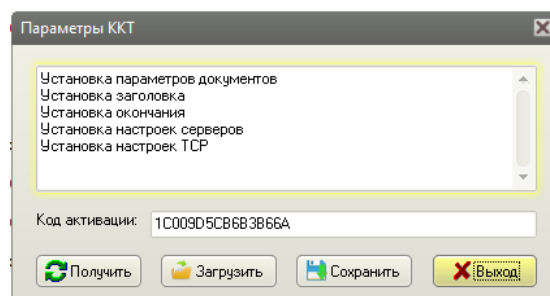 Параметры ККТ
Установка параметров документов
Установка заголовка
Установка окончания
Установка настроек серверов
Установка настроек TCP
Код активации: 1C009D5CB6B3B66A
Получить Загрузить Сохранить Выход